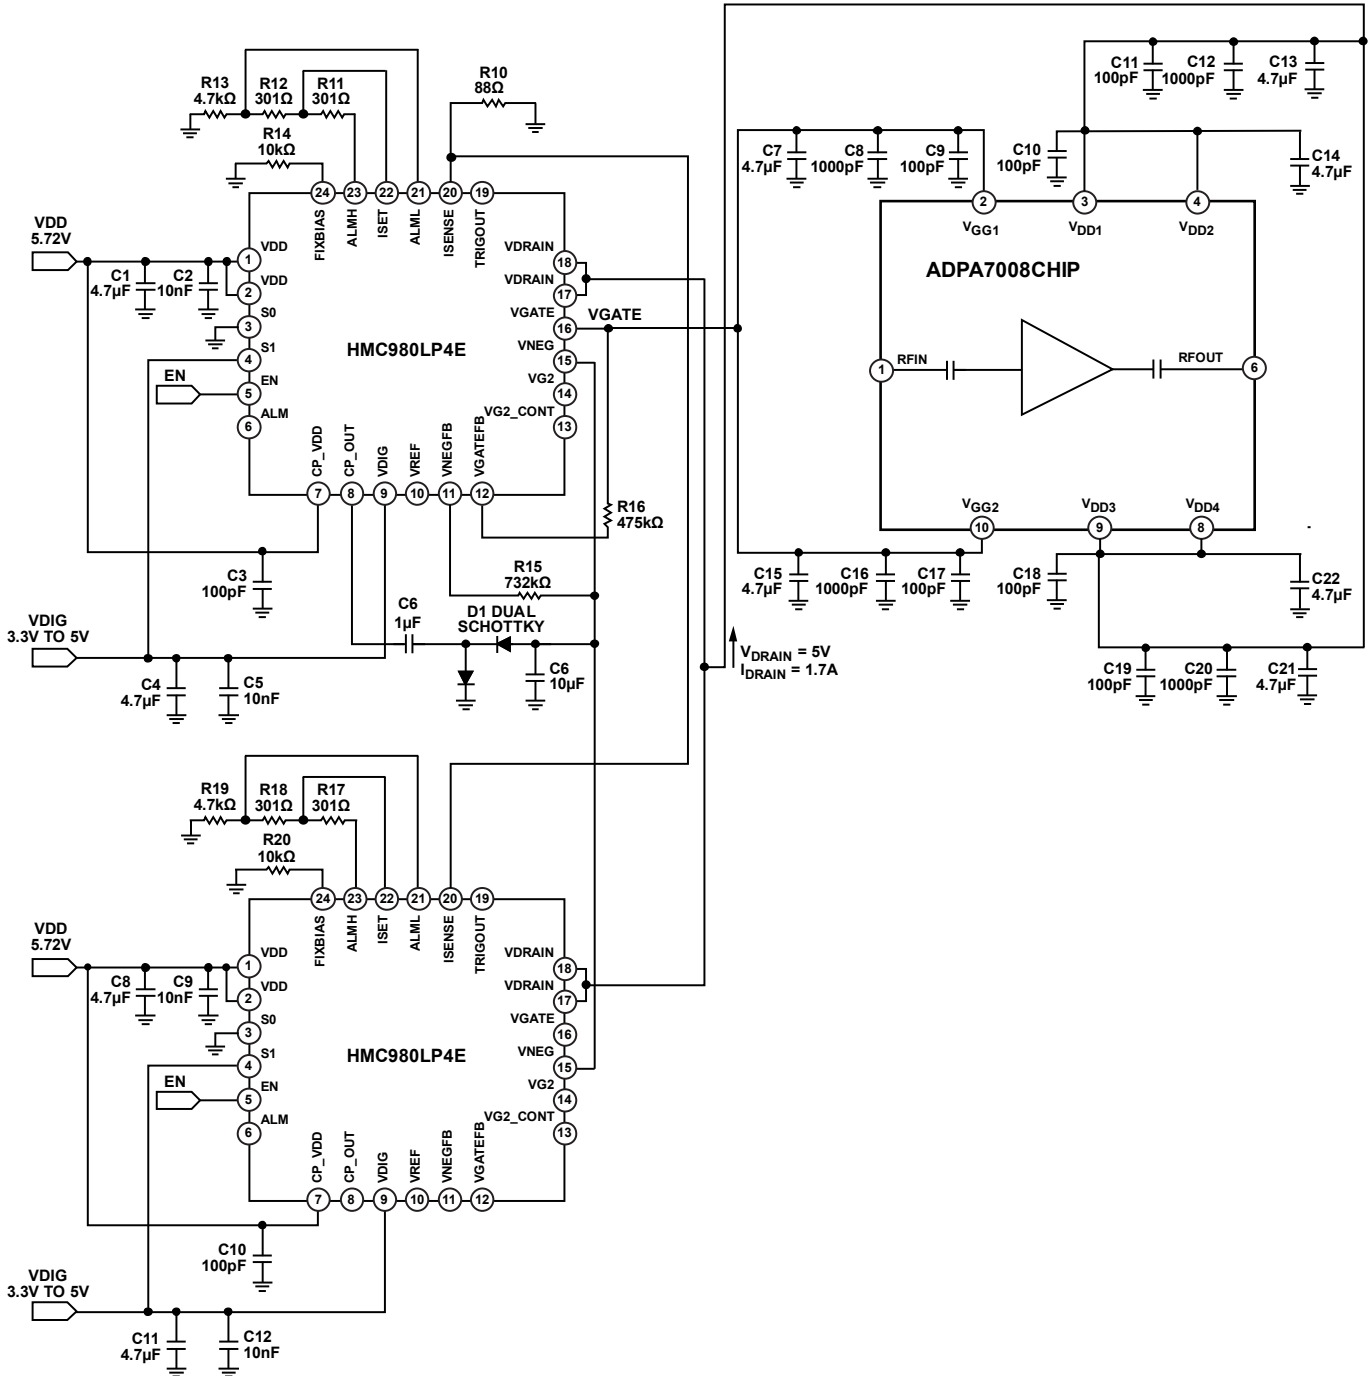 R13
4.7kΩ
R12
301Ω
R11
301Ω
R14
10kΩ
R10
88Ω
24
23
22
21
20
19
FIXBIAS
ALMH
ISET
ALML
ISENSE
TRIGOUT
VDD
5.72V
C1
4.7µF
C2
10nF
1
VDD
2
VDD
3
S0
4
S1
EN
5
EN
6
ALM
HMC980LP4E
VDRAIN
18
VDRAIN
17
VGATE
16
VGATE
VNEG
15
VG2
14
VG2_CONT
13
CP_VDD
CP_OUT
VDIG
VREF
VNEGFB
VGATEFB
7
8
9
10
11
12
R16
475kΩ
R15
732kΩ
C3
100pF
VDIG
3.3V TO 5V
C4
4.7µF
C5
10nF
C6
1µF
D1 DUAL
SCHOTTKY
C6
10µF
VDRAIN = 5V
IDRAIN = 1.7A
C11
100pF
C12
1000pF
C13
4.7µF
C7
4.7µF
C8
1000pF
C9
100pF
C10
100pF
C14
4.7µF
2
3
4
VGG1
VDD1
VDD2
ADPA7008CHIP
1
RFIN
RFOUT
6
VGG2
VDD3
VDD4
10
9
8
C15
4.7µF
C16
1000pF
C17
100pF
C18
100pF
C22
4.7µF
C19
100pF
C20
1000pF
C21
4.7µF
R19
4.7kΩ
R18
301Ω
R17
301Ω
R20
10kΩ
24
23
22
21
20
19
FIXBIAS
ALMH
ISET
ALML
ISENSE
TRIGOUT
VDD
5.72V
C8
4.7µF
C9
10nF
1
VDD
2
VDD
3
S0
4
S1
EN
5
EN
6
ALM
HMC980LP4E
VDRAIN
18
VDRAIN
17
VGATE
16
VNEG
15
VG2
14
VG2_CONT
13
CP_VDD
CP_OUT
VDIG
VREF
VNEGFB
VGATEFB
7
8
9
10
11
12
C10
100pF
VDIG
3.3V TO 5V
C11
4.7µF
C12
10nF